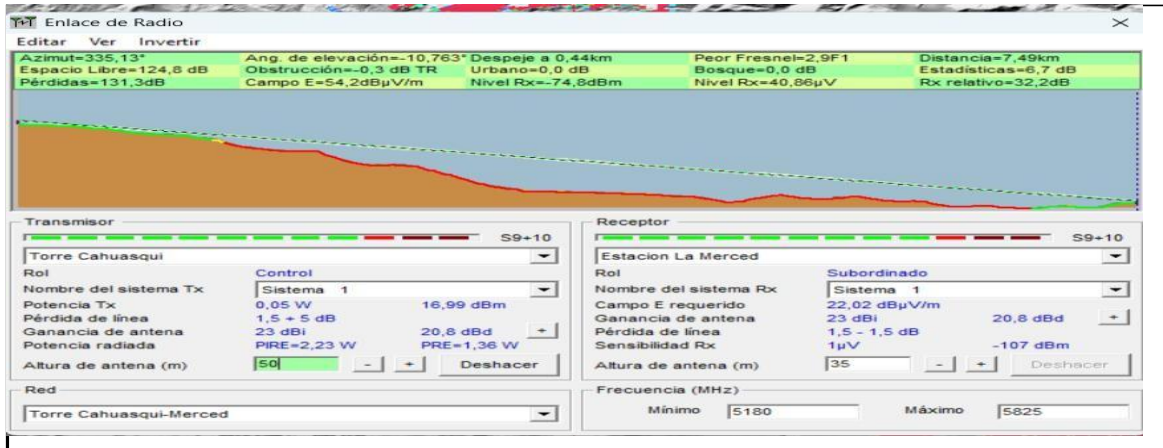 Enlace de Radio
Editar Ver Invertir
Azimut=335,13° Ang. de elevación=-10,763° Despeje a 0,44km Peor Fresnel=2,9F1 Distancia=7,49km
Espacio Libre=124,8 dB Obstrucción=-0,3 dB TR Urbano=0,0 dB Bosque=0,0 dB Estadísticas=6,7 dB
Pérdidas=131,3dB Campo E=54,2dBµV/m Nivel Rx=-74,8dBm Nivel Rx=40,86µV Rx relativo=32,2dB
Transmisor
S9+10
Torre Cahuasqui
Rol Control
Nombre del sistema Tx Sistema 1
Potencia Tx 0,05 W 16,99 dBm
Pérdida de línea 1,5 + 5 dB
Ganancia de antena 23 dBi 20,8 dBd +
Potencia radiada PIRE=2,23 W PRE=1,36 W
Altura de antena (m) 50 - + Deshacer
Red
Torre Cahuasqui-Merced
Receptor
S9+10
Estacion La Merced
Rol Subordinado
Nombre del sistema Rx Sistema 1
Campo E requerido 22,02 dBµV/m
Ganancia de antena 23 dBi 20,8 dBd +
Pérdida de línea 1,5 - 1,5 dB
Sensibilidad Rx 1µV -107 dBm
Altura de antena (m) 35 - + Deshacer
Frecuencia (MHz)
Mínimo 5180 Máximo 5825